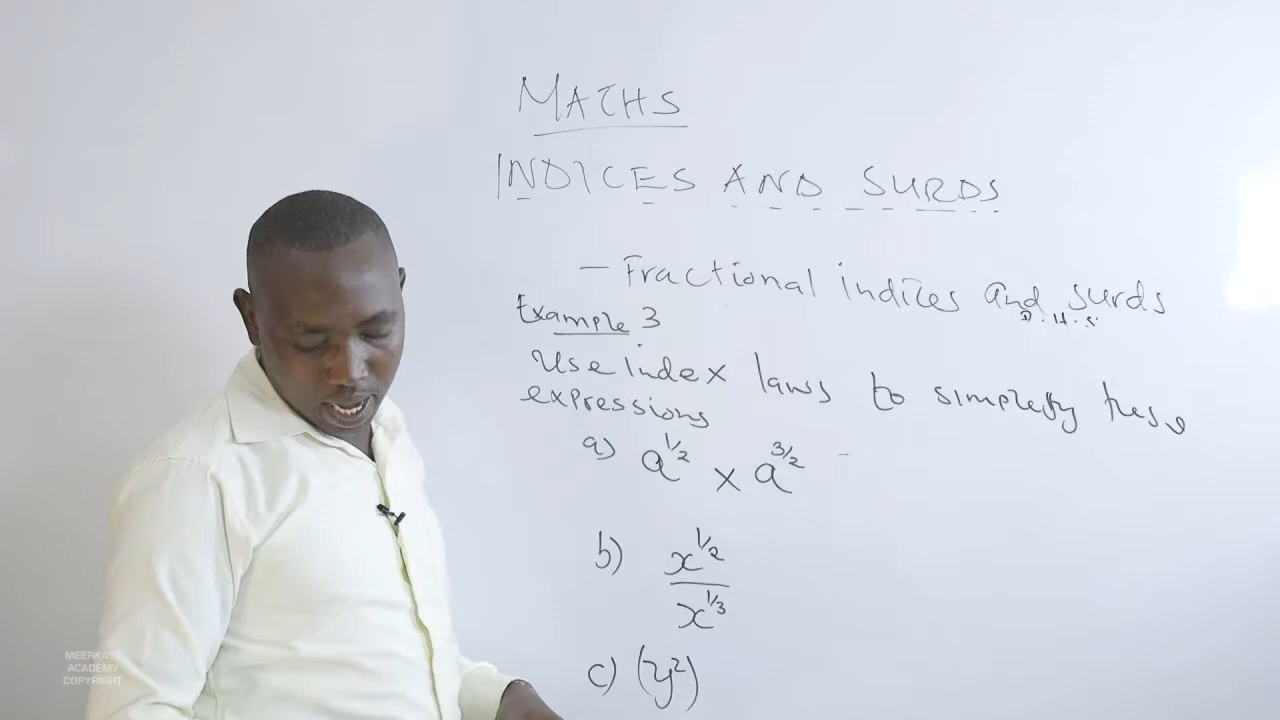 MATHS
INDICES AND SURDS
- Fractional indices and surds
Example 3
Use Index laws to simplify these
expressions
a) a^1/2 × a^3/2
b) x^1/2
x^1/3
c) (y²)
MEERKAT
ACADEMY
COPYRIGHT